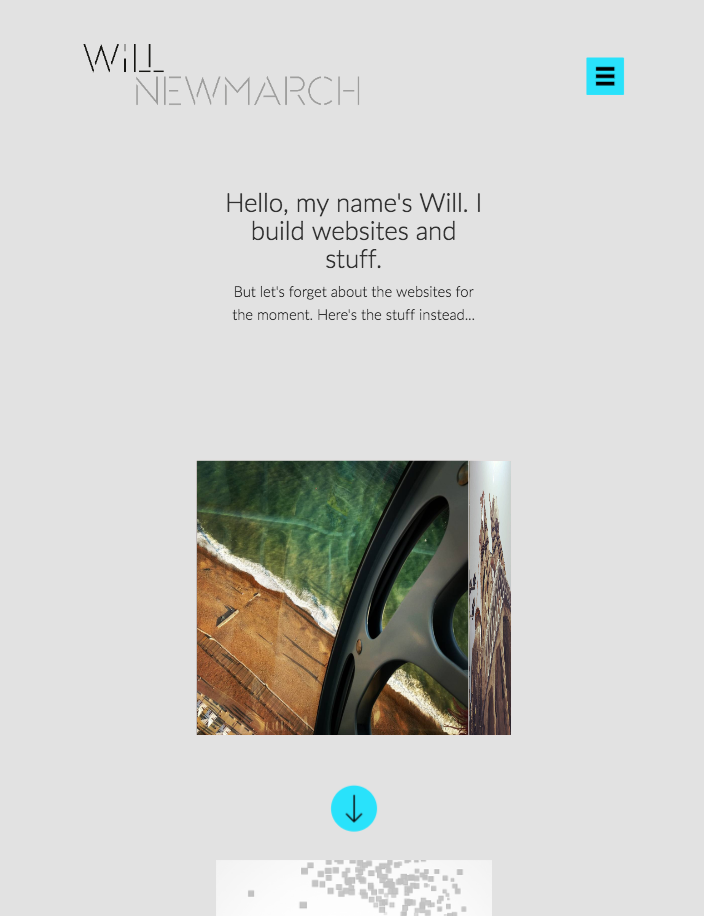 WiLL
NEWMARCH
Hello, my name's Will. I
build websites and
stuff.
But let's forget about the websites for
the moment. Here's the stuff instead...